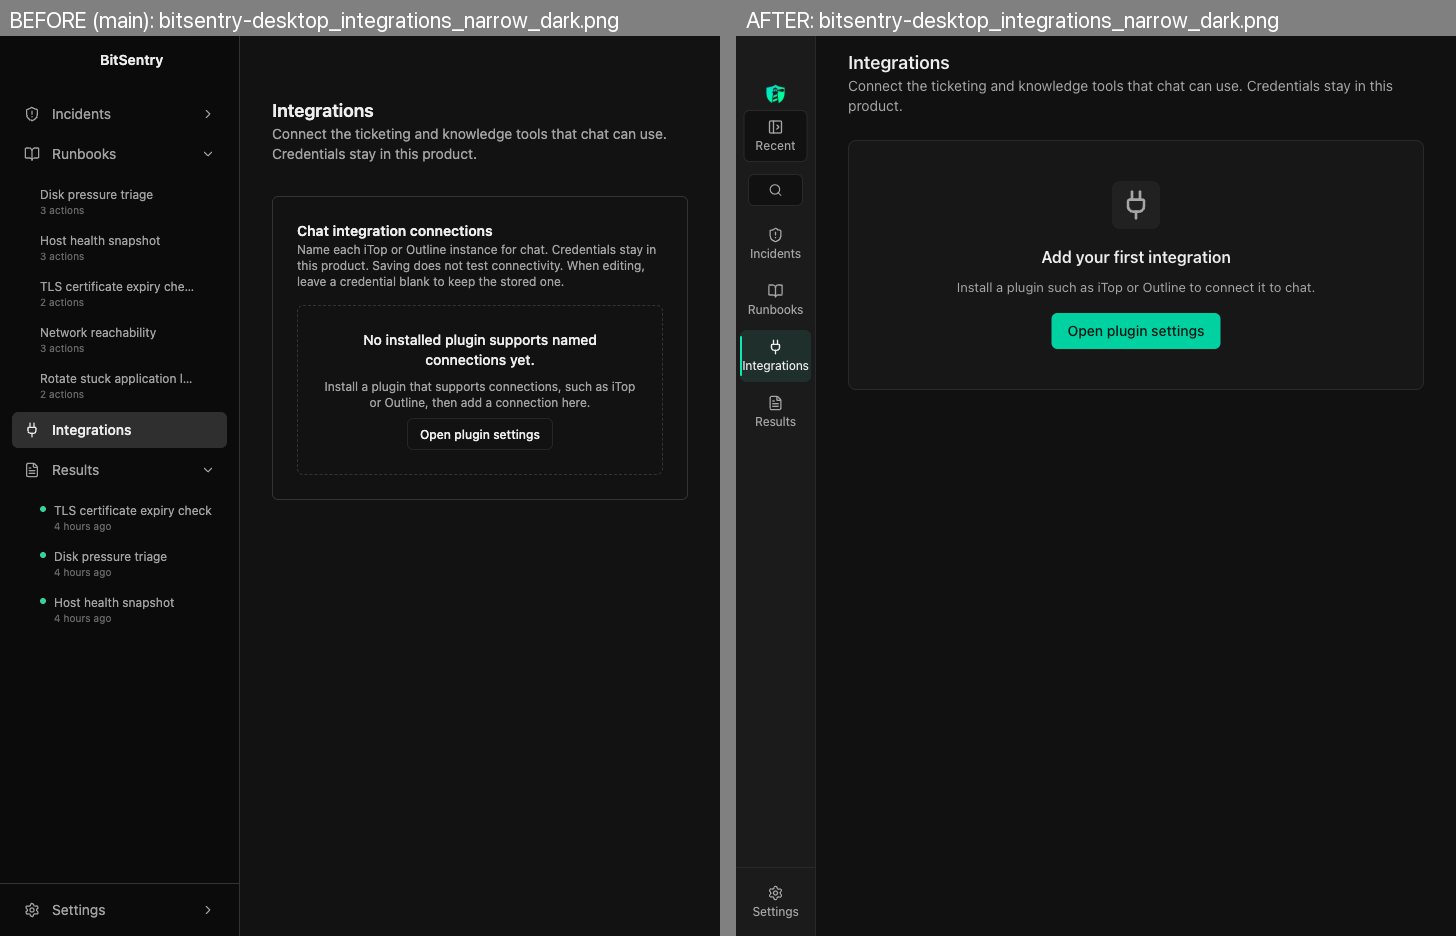 BEFORE (main): bitsentry-desktop_integrations_narrow_dark.png
BitSentry
Incidents
Runbooks
Disk pressure triage
3 actions
Host health snapshot
3 actions
TLS certificate expiry che...
2 actions
Network reachability
3 actions
Rotate stuck application l...
2 actions
Integrations
Results
TLS certificate expiry check
4 hours ago
Disk pressure triage
4 hours ago
Host health snapshot
4 hours ago
Settings
Integrations
Connect the ticketing and knowledge tools that chat can use.
Credentials stay in this product.
Chat integration connections
Name each iTop or Outline instance for chat. Credentials stay in
this product. Saving does not test connectivity. When editing,
leave a credential blank to keep the stored one.
No installed plugin supports named
connections yet.
Install a plugin that supports connections, such as iTop
or Outline, then add a connection here.
Open plugin settings
AFTER: bitsentry-desktop_integrations_narrow_dark.png
Recent
Incidents
Runbooks
Integrations
Results
Settings
Integrations
Connect the ticketing and knowledge tools that chat can use. Credentials stay in this
product.
Add your first integration
Install a plugin such as iTop or Outline to connect it to chat.
Open plugin settings